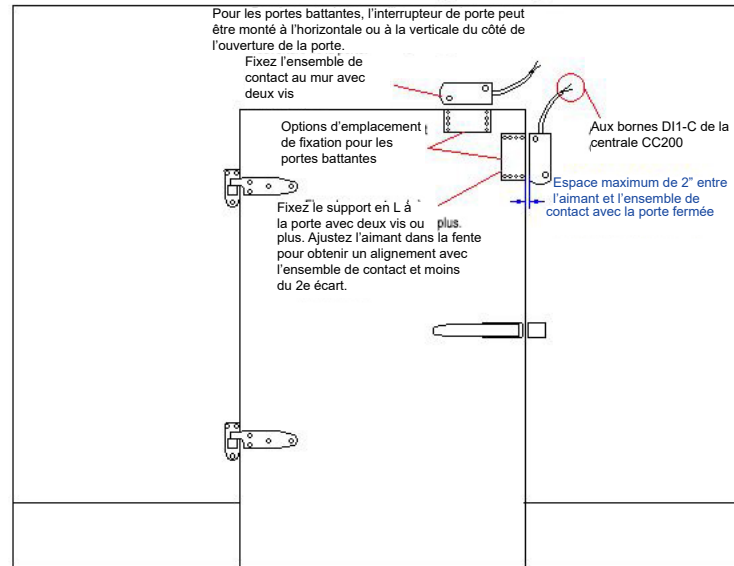 Pour les portes battantes, l'interrupteur de porte peut
être monté à l'horizontale ou à la verticale du côté de
l'ouverture de la porte.
Fixez l'ensemble de
contact au mur avec
deux vis
Options d'emplacement
de fixation pour les
portes battantes
Aux bornes DI1-C de la
centrale CC200
Espace maximum de 2" entre
l'aimant et l'ensemble de
contact avec la porte fermée
Fixez le support en L à
la porte avec deux vis ou plus.
plus. Ajustez l'aimant dans la fente
pour obtenir un alignement avec
l'ensemble de contact et moins
du 2e écart.